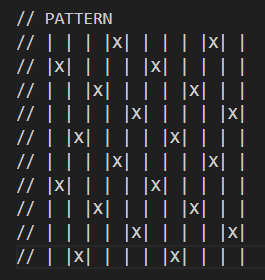 // PATTERN
// | | | |X| | | | |X| |
// |X| | | | |X| | | | |
// | | |X| | | | |X| | |
// | | | | |X| | | | |X|
// | |X| | | | |X| | | |
// | | | |X| | | | |X| |
// |X| | | | |X| | | | |
// | | |X| | | | |X| | |
// | | | | |X| | | | |X|
// | |X| | | | |X| | | |